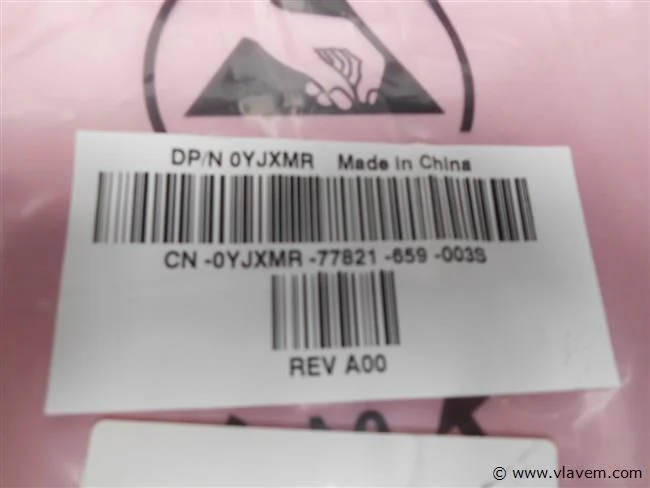 DP/N 0YJXMR Made in China
CN -0YJXMR -77821 -659 -003S
REV A00
© www.vlavem.com